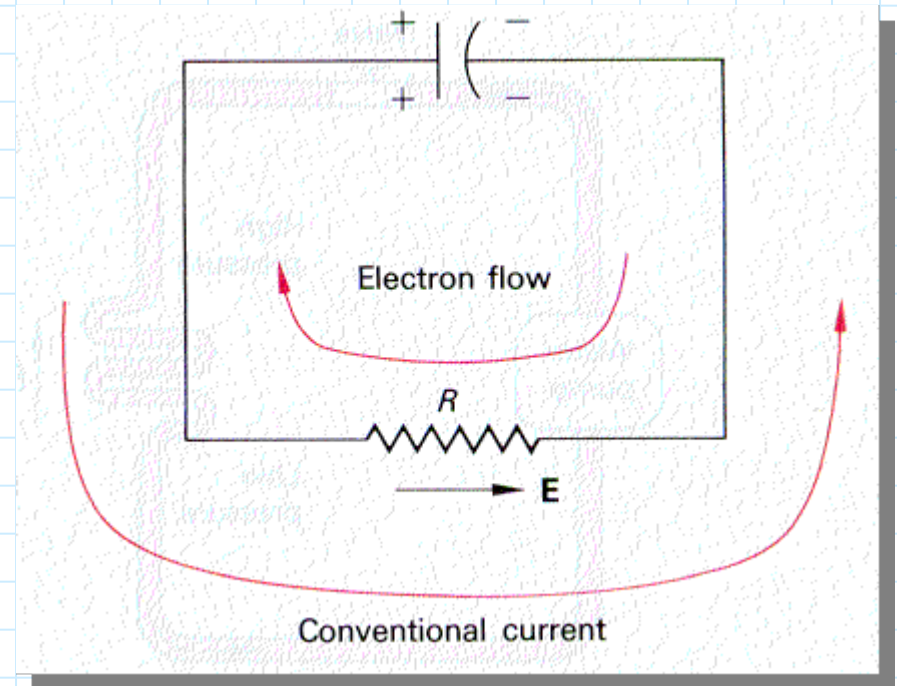 + −
+ −
Electron flow
R
E
Conventional current